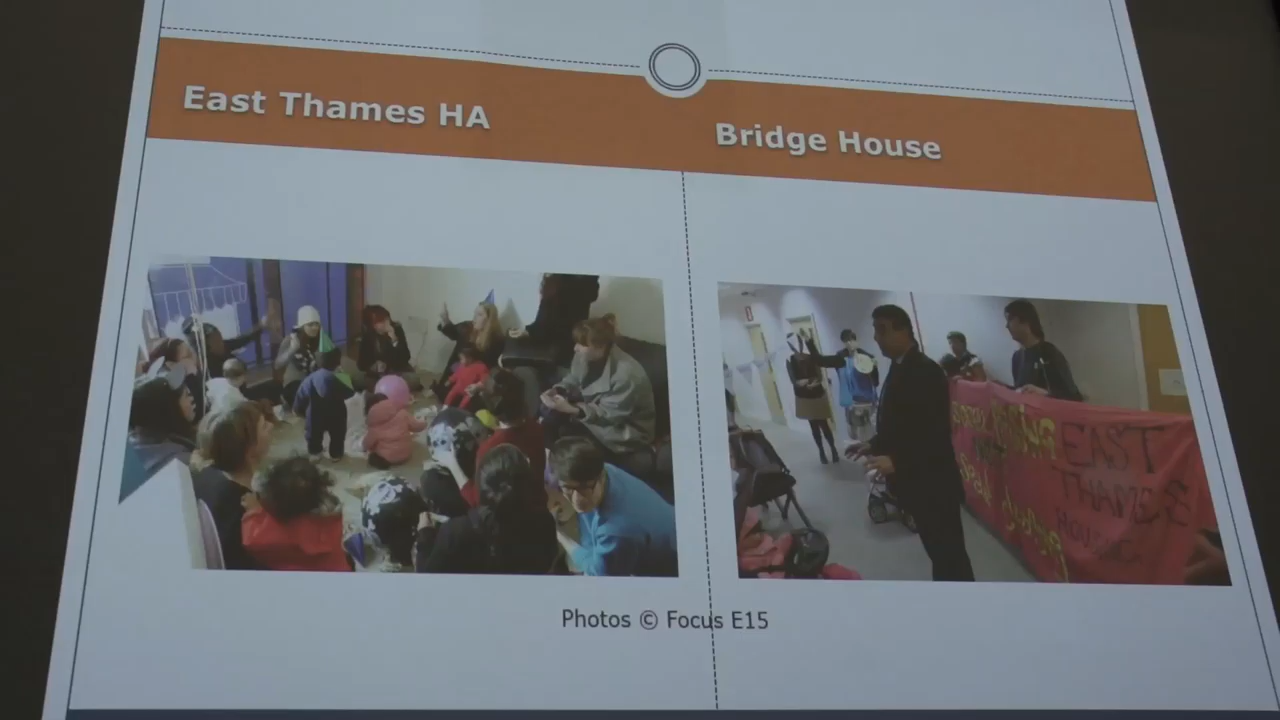 East Thames HA
Bridge House
EAST
THAMES
Photos © Focus E15